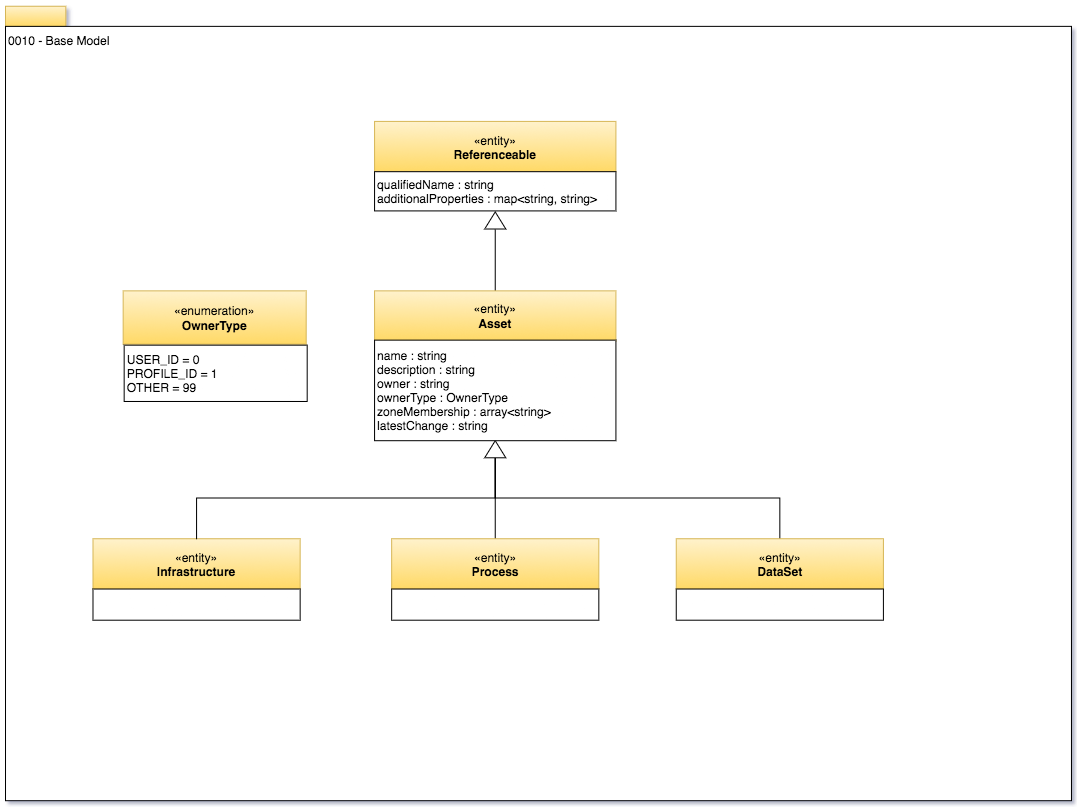 0010 - Base Model
«entity»
Referenceable
qualifiedName : string
additionalProperties : map<string, string>
«enumeration»
OwnerType
USER_ID = 0
PROFILE_ID = 1
OTHER = 99
«entity»
Asset
name : string
description : string
owner : string
ownerType : OwnerType
zoneMembership : array<string>
latestChange : string
«entity»
Infrastructure
«entity»
Process
«entity»
DataSet